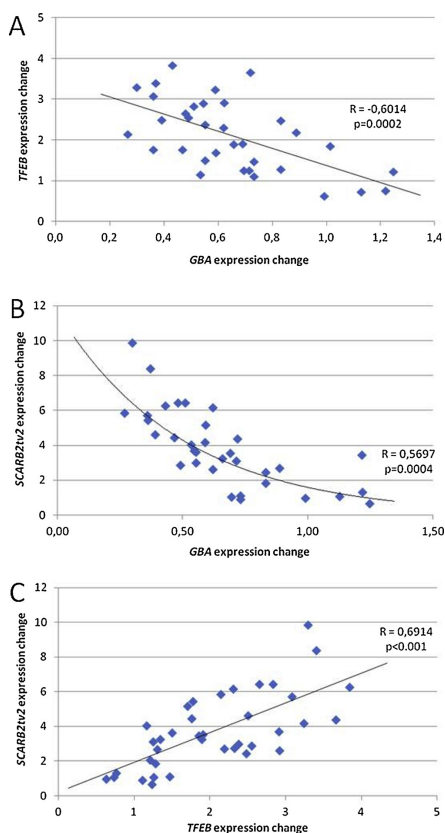 A
5
4
3
2
1
0
TFEB expression change
R = -0,6014
p=0.0002
0,0 0,2 0,4 0,6 0,8 1,0 1,2 1,4
GBA expression change
B
12
10
8
6
4
2
0
SCARB2tv2 expression change
R = 0,5697
p=0.0004
0,00 0,50 1,00 1,50
GBA expression change
C
12
10
8
6
4
2
0
SCARB2tv2 expression change
R = 0,6914
p<0.001
0 1 2 3 4 5
TFEB expression change